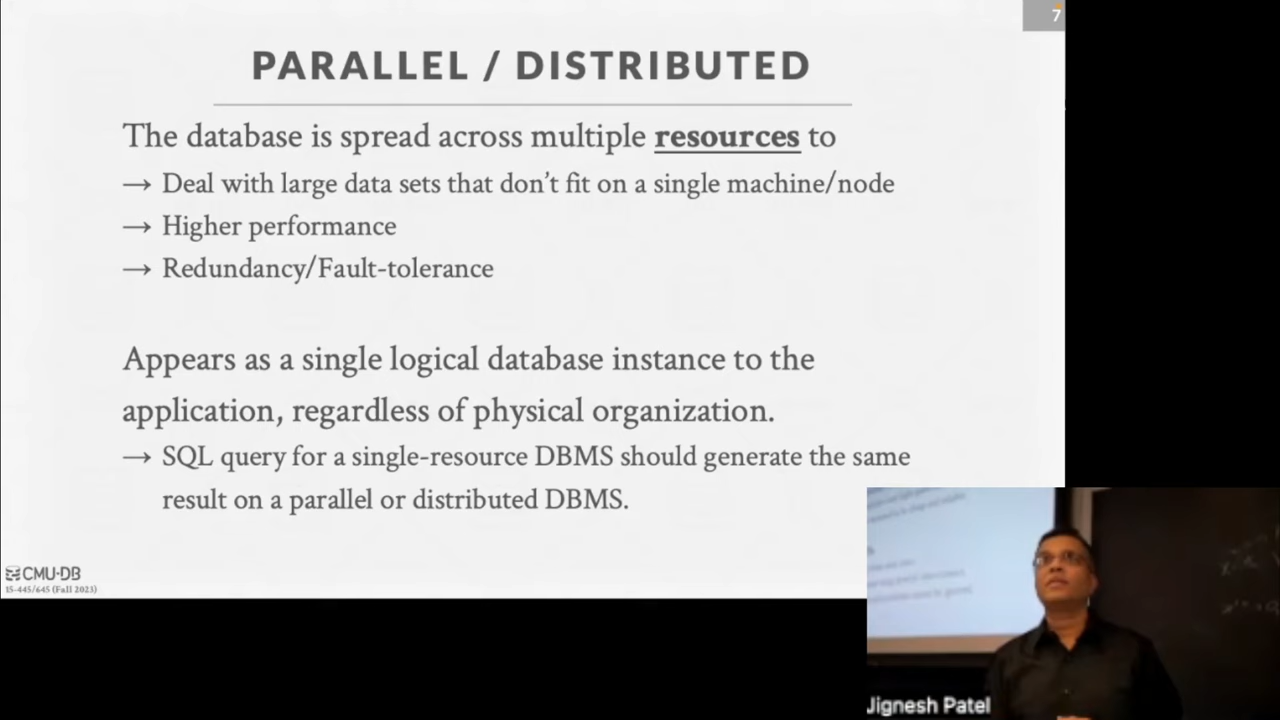 7
PARALLEL / DISTRIBUTED
The database is spread across multiple resources to
→ Deal with large data sets that don’t fit on a single machine/node
→ Higher performance
→ Redundancy/Fault-tolerance
Appears as a single logical database instance to the
application, regardless of physical organization.
→ SQL query for a single-resource DBMS should generate the same
result on a parallel or distributed DBMS.
CMU·DB
15-445/645 (Fall 2023)
Jignesh Patel